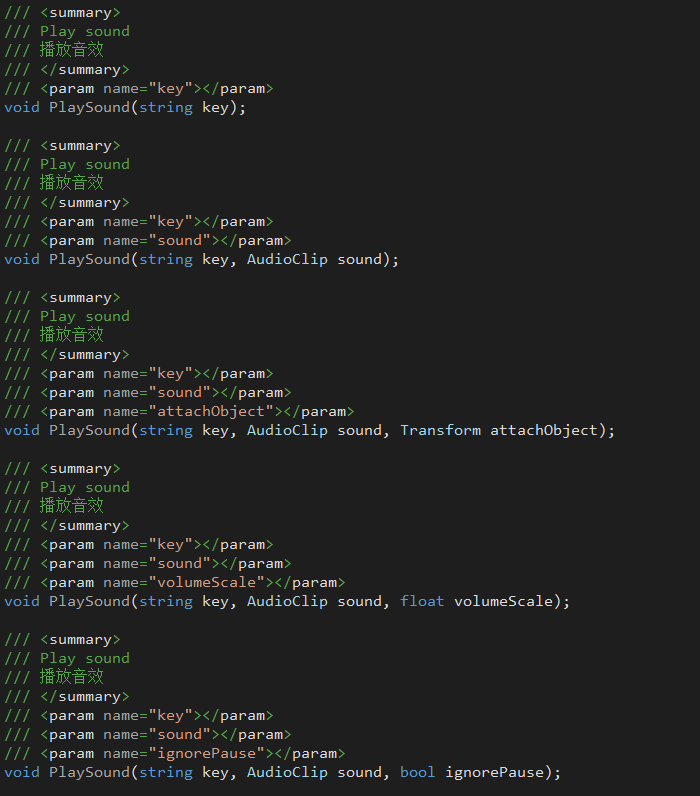 /// <summary>
/// Play sound
/// 播放音效
/// </summary>
/// <param name="key"></param>
void PlaySound(string key);
/// <summary>
/// Play sound
/// 播放音效
/// </summary>
/// <param name="key"></param>
/// <param name="sound"></param>
void PlaySound(string key, AudioClip sound);
/// <summary>
/// Play sound
/// 播放音效
/// </summary>
/// <param name="key"></param>
/// <param name="sound"></param>
/// <param name="attachObject"></param>
void PlaySound(string key, AudioClip sound, Transform attachObject);
/// <summary>
/// Play sound
/// 播放音效
/// </summary>
/// <param name="key"></param>
/// <param name="sound"></param>
/// <param name="volumeScale"></param>
void PlaySound(string key, AudioClip sound, float volumeScale);
/// <summary>
/// Play sound
/// 播放音效
/// </summary>
/// <param name="key"></param>
/// <param name="sound"></param>
/// <param name="ignorePause"></param>
void PlaySound(string key, AudioClip sound, bool ignorePause);